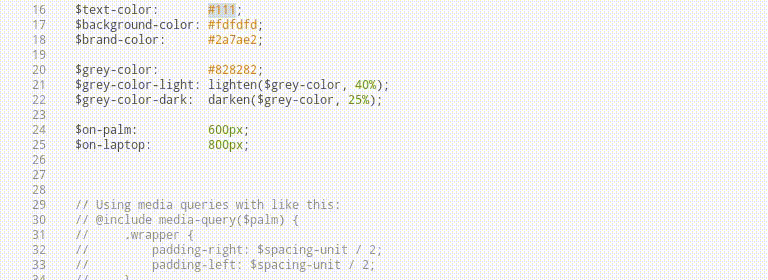 16 $text-color: #111;
17 $background-color: #fdfdfd;
18 $brand-color: #2a7ae2;
19
20 $grey-color: #828282;
21 $grey-color-light: lighten($grey-color, 40%);
22 $grey-color-dark: darken($grey-color, 25%);
23
24 $on-palm: 600px;
25 $on-laptop: 800px;
26
27
28
29 // Using media queries with like this:
30 // @include media-query($palm) {
31 // .wrapper {
32 // padding-right: $spacing-unit / 2;
33 // padding-left: $spacing-unit / 2;
34 // }